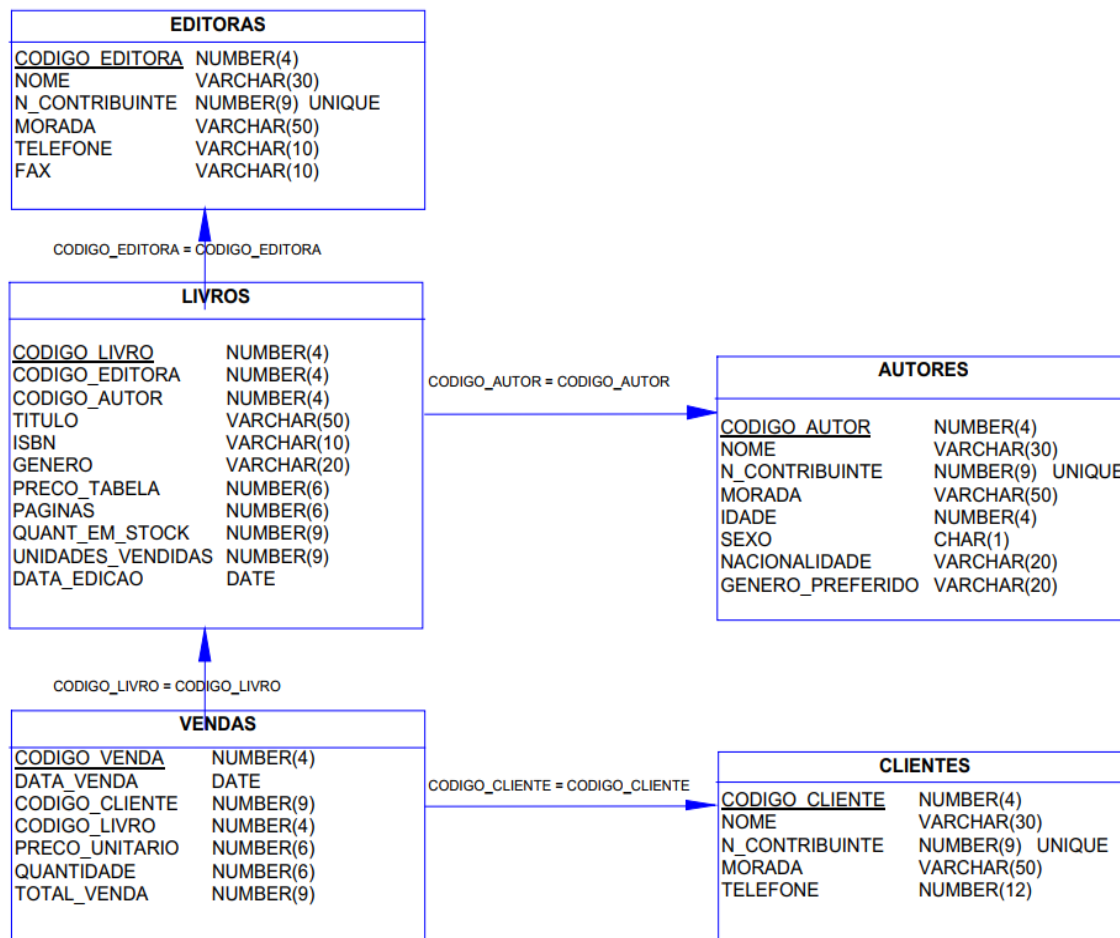 EDITORAS
CODIGO_EDITORA NUMBER(4)
NOME VARCHAR(30)
N_CONTRIBUINTE NUMBER(9) UNIQUE
MORADA VARCHAR(50)
TELEFONE VARCHAR(10)
FAX VARCHAR(10)
CODIGO_EDITORA = CODIGO_EDITORA
LIVROS
CODIGO_LIVRO NUMBER(4)
CODIGO_EDITORA NUMBER(4)
CODIGO_AUTOR NUMBER(4)
TITULO VARCHAR(50)
ISBN VARCHAR(10)
GENERO VARCHAR(20)
PRECO_TABELA NUMBER(6)
PAGINAS NUMBER(6)
QUANT_EM_STOCK NUMBER(9)
UNIDADES_VENDIDAS NUMBER(9)
DATA_EDICAO DATE
CODIGO_AUTOR = CODIGO_AUTOR
AUTORES
CODIGO_AUTOR NUMBER(4)
NOME VARCHAR(30)
N_CONTRIBUINTE NUMBER(9) UNIQUE
MORADA VARCHAR(50)
IDADE NUMBER(4)
SEXO CHAR(1)
NACIONALIDADE VARCHAR(20)
GENERO_PREFERIDO VARCHAR(20)
CODIGO_LIVRO = CODIGO_LIVRO
VENDAS
CODIGO_VENDA NUMBER(4)
DATA_VENDA DATE
CODIGO_CLIENTE NUMBER(9)
CODIGO_LIVRO NUMBER(4)
PRECO_UNITARIO NUMBER(6)
QUANTIDADE NUMBER(6)
TOTAL_VENDA NUMBER(9)
CODIGO_CLIENTE = CODIGO_CLIENTE
CLIENTES
CODIGO_CLIENTE NUMBER(4)
NOME VARCHAR(30)
N_CONTRIBUINTE NUMBER(9) UNIQUE
MORADA VARCHAR(50)
TELEFONE NUMBER(12)